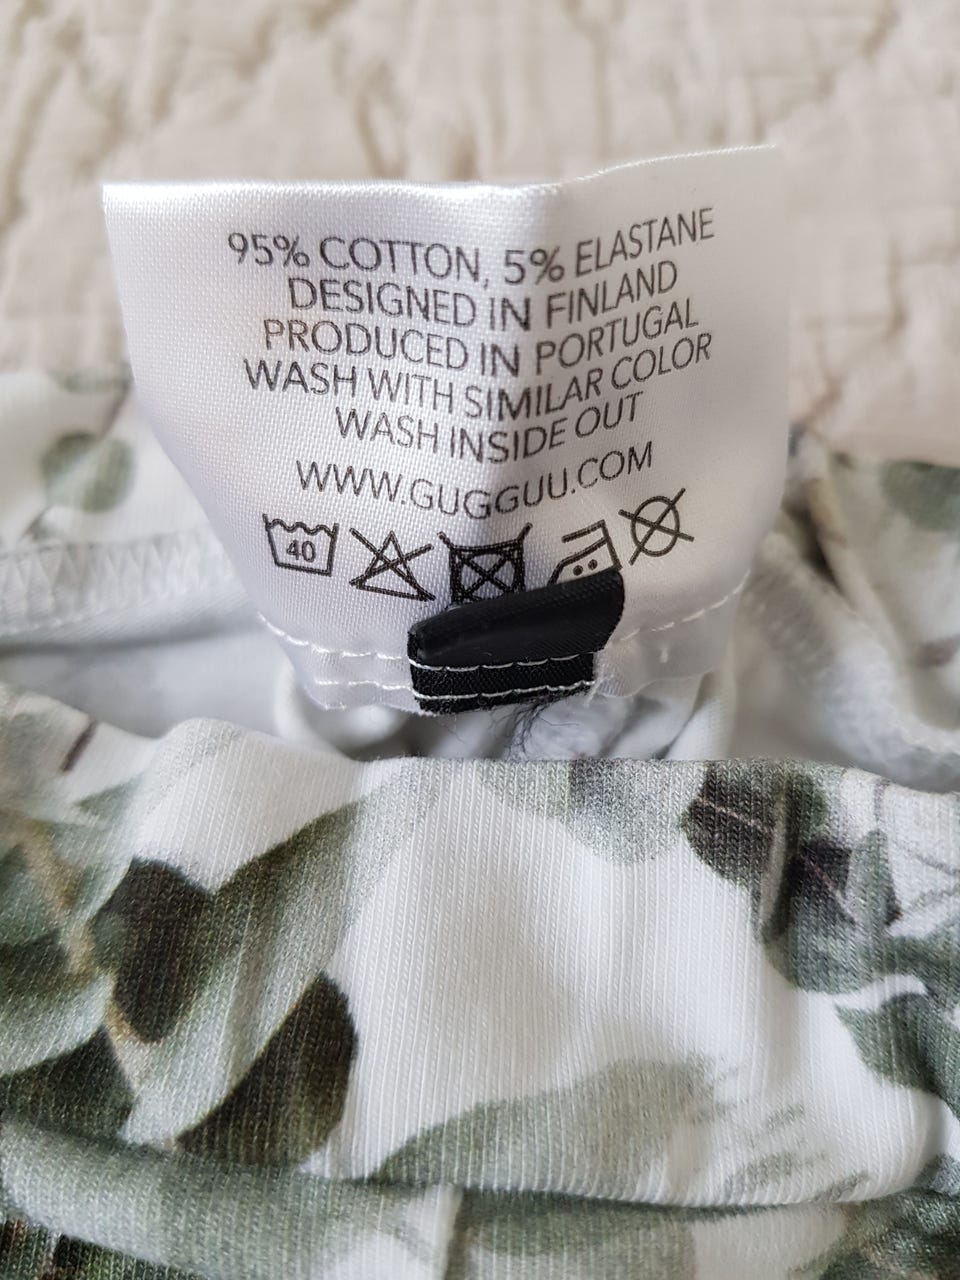 95% COTTON, 5% ELASTANE
DESIGNED IN FINLAND
PRODUCED IN PORTUGAL
WASH WITH SIMILAR COLOR
WASH INSIDE OUT
WWW.GUGGUU.COM
40